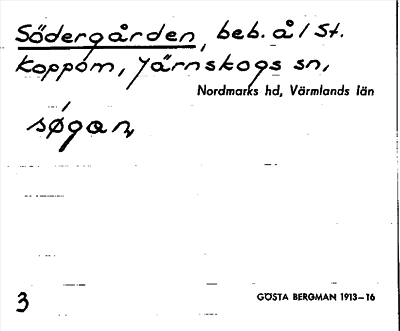 Södergården, beb. å / St.
Koppom, Järnskogs sn,
Nordmarks hd, Värmlands län
søgan,
3
GÖSTA BERGMAN 1913–16